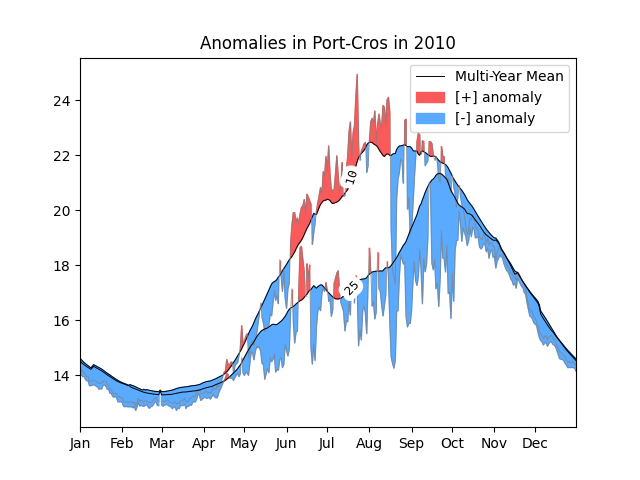 Anomalies in Port-Cros in 2010
Multi-Year Mean
[+] anomaly
[-] anomaly
24
22
20
18
16
14
10
25
Jan Feb Mar Apr May Jun Jul Aug Sep Oct Nov Dec